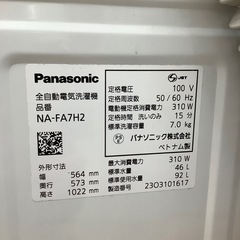 Panasonic
全自動電気洗濯機
品番
NA-FA7H2
外形寸法
幅 564 mm
奥行 573 mm
高さ 1022 mm
JET
定格電圧 100 V
定格周波数 50 / 60 Hz
電動機定格消費電力 310 W
定格時間 洗いのみ 15 分
標準洗濯容量 7.0 kg
パナソニック株式会社
ベトナム製
最大消費電力 310 W
標準水量 46 L
標準使用水量 92 L
製造番号 2303101617